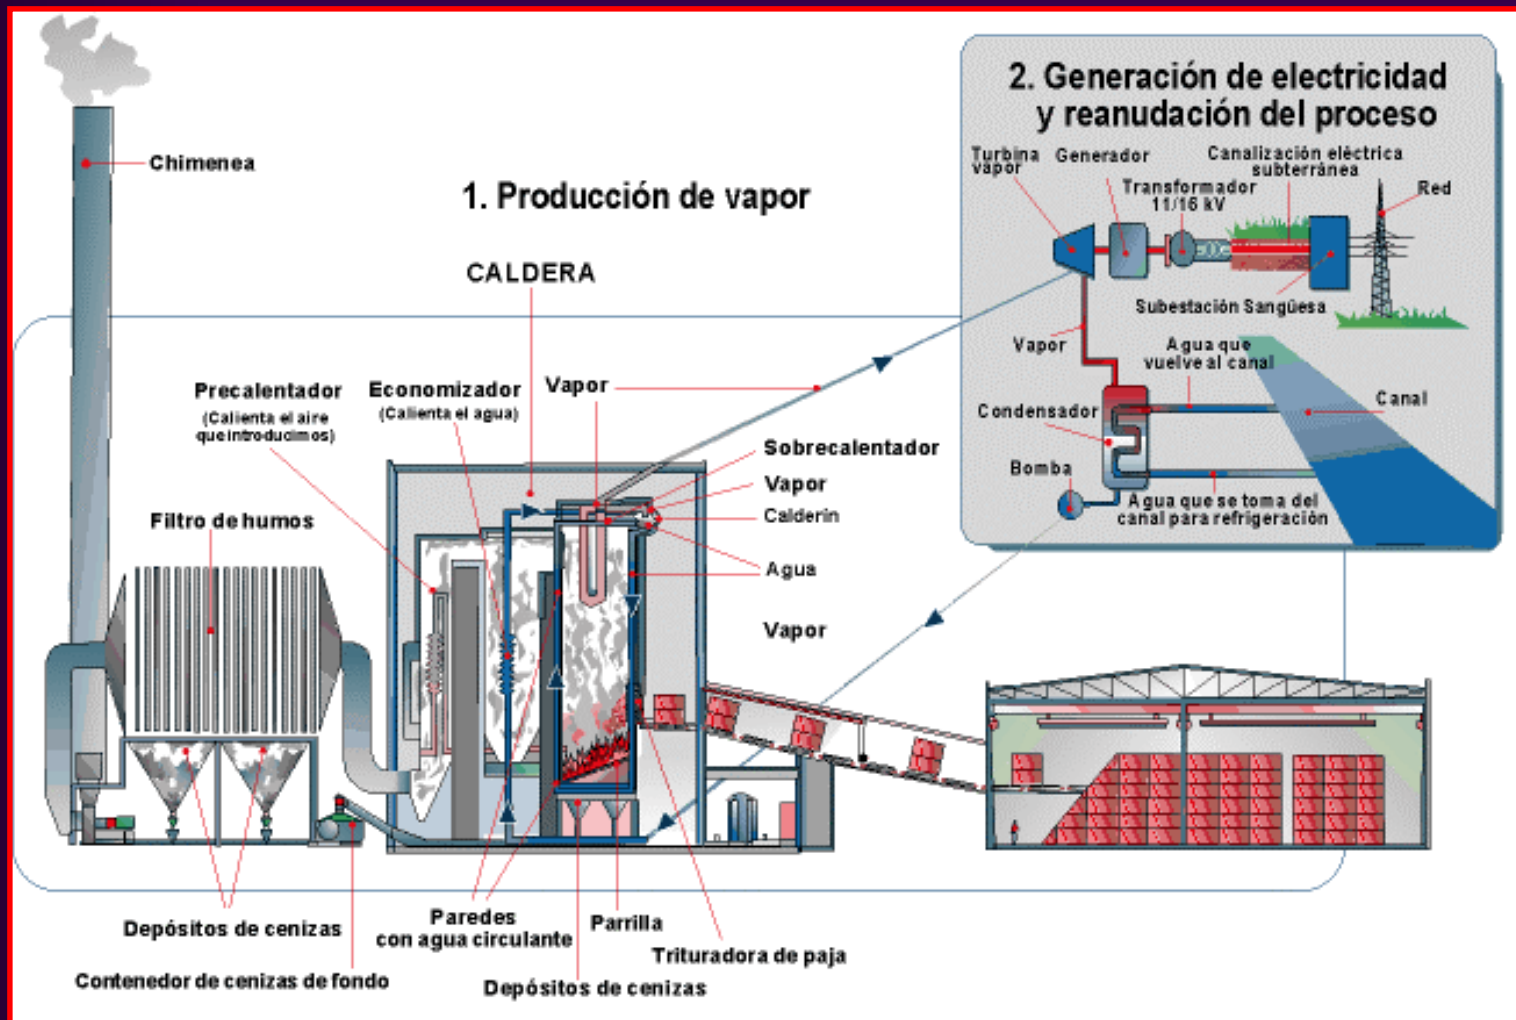 2. Generación de electricidad
y reanudación del proceso
Turbina
vapor
Generador
Canalización eléctrica
subterránea
Transformador
11/16 kV
Red
Subestación Sangüesa
Vapor
Agua que
vuelve al canal
Canal
Condensador
Bomba
Agua que se toma del
canal para refrigeración
Chimenea
1. Producción de vapor
CALDERA
Precalentador
(Calienta el aire
que introducimos)
Economizador
(Calienta el agua)
Vapor
Sobrecalentador
Vapor
Calderín
Agua
Vapor
Filtro de humos
Depósitos de cenizas
Contenedor de cenizas de fondo
Paredes
con agua circulante
Parrilla
Trituradora de paja
Depósitos de cenizas